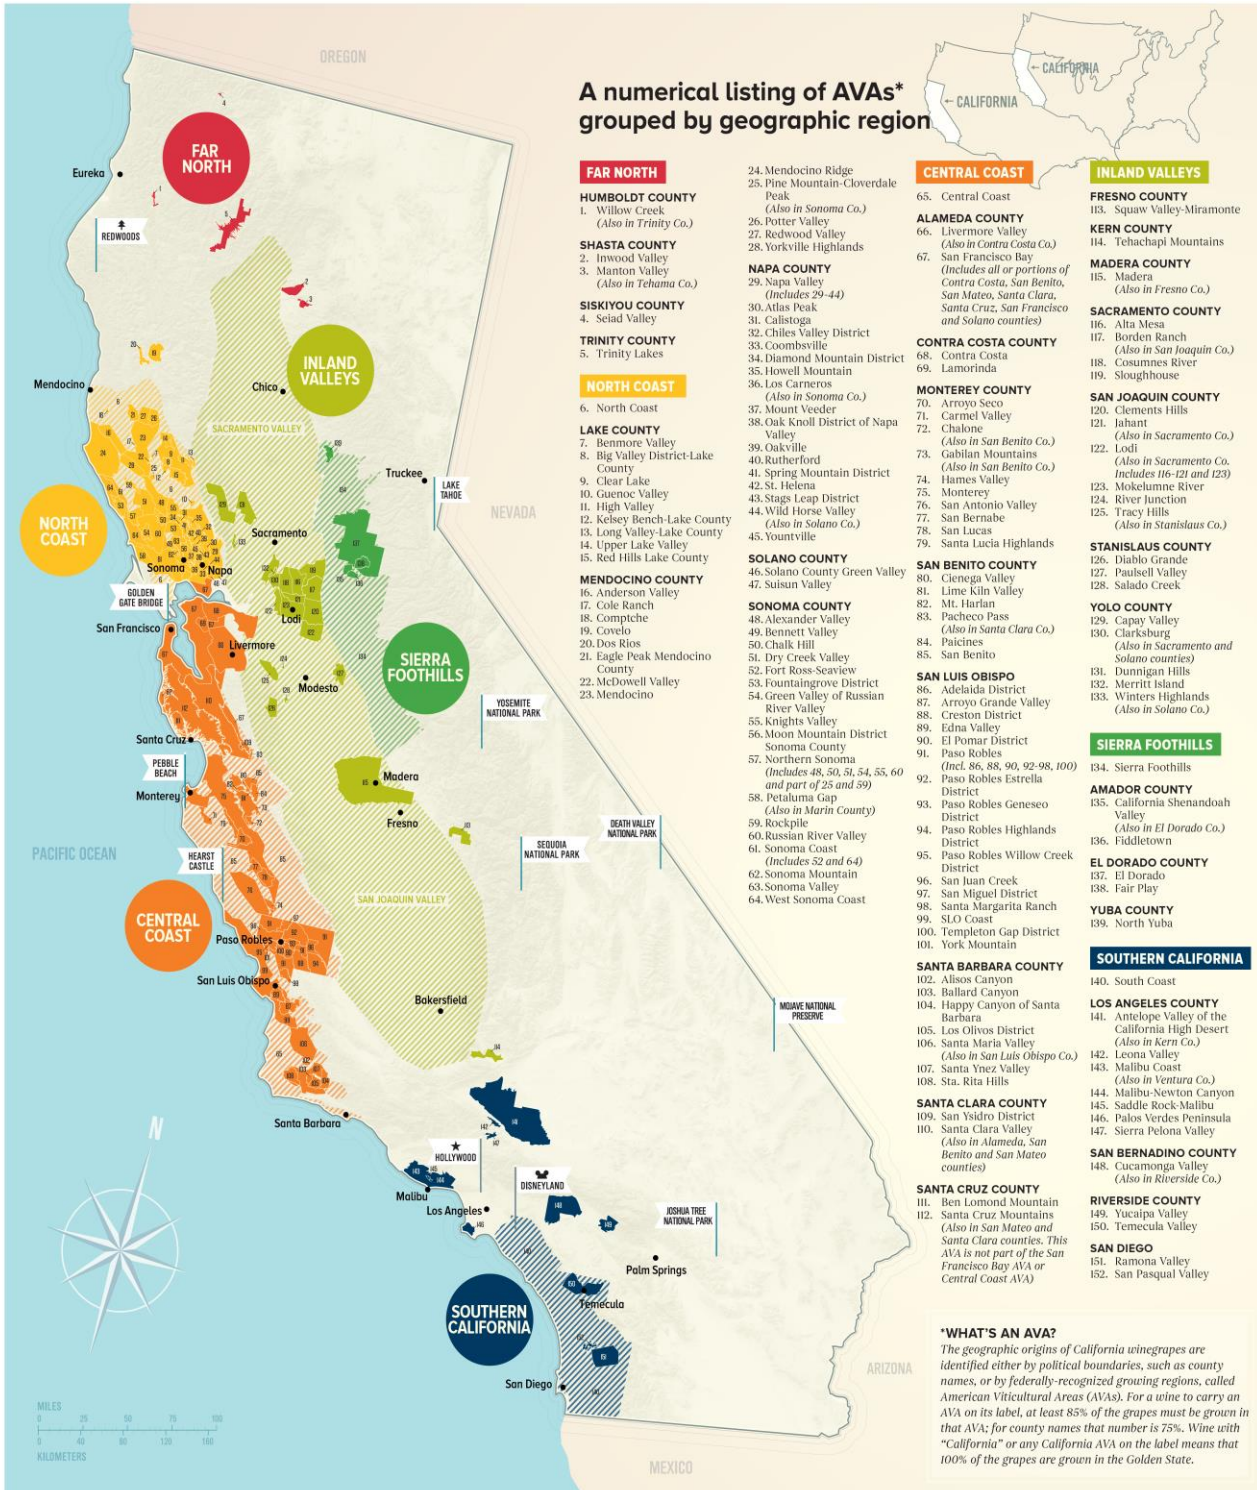 OREGON
A numerical listing of AVAs*
grouped by geographic region
CALIFORNIA
CALIFORNIA
FAR NORTH
HUMBOLDT COUNTY
1. Willow Creek
(Also in Trinity Co.)
SHASTA COUNTY
2. Inwood Valley
3. Manton Valley
(Also in Tehama Co.)
SISKIYOU COUNTY
4. Seiad Valley
TRINITY COUNTY
5. Trinity Lakes
NORTH COAST
6. North Coast
LAKE COUNTY
7. Benmore Valley
8. Big Valley District-Lake
County
9. Clear Lake
10. Guenoc Valley
11. High Valley
12. Kelsey Bench-Lake County
13. Long Valley-Lake County
14. Upper Lake Valley
15. Red Hills Lake County
MENDOCINO COUNTY
16. Anderson Valley
17. Cole Ranch
18. Comptche
19. Covelo
20. Dos Rios
21. Eagle Peak Mendocino
County
22. McDowell Valley
23. Mendocino
24. Mendocino Ridge
25. Pine Mountain-Cloverdale
Peak
(Also in Sonoma Co.)
26. Potter Valley
27. Redwood Valley
28. Yorkville Highlands
NAPA COUNTY
29. Napa Valley
(Includes 29-44)
30. Atlas Peak
31. Calistoga
32. Chiles Valley District
33. Coombsville
34. Diamond Mountain District
35. Howell Mountain
36. Los Carneros
(Also in Sonoma Co.)
37. Mount Veeder
38. Oak Knoll District of Napa
Valley
39. Oakville
40. Rutherford
41. Spring Mountain District
42. St. Helena
43. Stags Leap District
44. Wild Horse Valley
(Also in Solano Co.)
45. Yountville
SOLANO COUNTY
46. Solano County Green Valley
47. Suisun Valley
SONOMA COUNTY
48. Alexander Valley
49. Bennett Valley
50. Chalk Hill
51. Dry Creek Valley
52. Fort Ross-Seaview
53. Fountaingrove District
54. Green Valley of Russian
River Valley
55. Knights Valley
56. Moon Mountain District
Sonoma County
57. Northern Sonoma
(Includes 48, 50, 51, 54, 55, 60
and part of 25 and 59)
58. Petaluma Gap
(Also in Marin County)
59. Rockpile
60. Russian River Valley
61. Sonoma Coast
(Includes 52 and 64)
62. Sonoma Mountain
63. Sonoma Valley
64. West Sonoma Coast
CENTRAL COAST
65. Central Coast
ALAMEDA COUNTY
66. Livermore Valley
(Also in Contra Costa Co.)
67. San Francisco Bay
(Includes all or portions of
Contra Costa, San Benito,
San Mateo, Santa Clara,
Santa Cruz, San Francisco
and Solano counties)
CONTRA COSTA COUNTY
68. Contra Costa
69. Lamorinda
MONTEREY COUNTY
70. Arroyo Seco
71. Carmel Valley
72. Chalone
(Also in San Benito Co.)
73. Gabilan Mountains
(Also in San Benito Co.)
74. Hames Valley
75. Monterey
76. San Antonio Valley
77. San Bernabe
78. San Lucas
79. Santa Lucia Highlands
SAN BENITO COUNTY
80. Cienega Valley
81. Lime Kiln Valley
82. Mt. Harlan
83. Pacheco Pass
(Also in Santa Clara Co.)
84. Paicines
85. San Benito
SAN LUIS OBISPO
86. Adelaida District
87. Arroyo Grande Valley
88. Creston District
89. Edna Valley
90. El Pomar District
91. Paso Robles
(Incl. 86, 88, 90, 92-98, 100)
92. Paso Robles Estrella
District
93. Paso Robles Geneseo
District
94. Paso Robles Highlands
District
95. Paso Robles Willow Creek
District
96. San Juan Creek
97. San Miguel District
98. Santa Margarita Ranch
99. SLO Coast
100. Templeton Gap District
101. York Mountain
SANTA BARBARA COUNTY
102. Alisos Canyon
103. Ballard Canyon
104. Happy Canyon of Santa
Barbara
105. Los Olivos District
106. Santa Maria Valley
(Also in San Luis Obispo Co.)
107. Santa Ynez Valley
108. Sta. Rita Hills
SANTA CLARA COUNTY
109. San Ysidro District
110. Santa Clara Valley
(Also in Alameda, San
Benito and San Mateo
counties)
SANTA CRUZ COUNTY
111. Ben Lomond Mountain
112. Santa Cruz Mountains
(Also in San Mateo and
Santa Clara counties. This
AVA is not part of the San
Francisco Bay AVA or
Central Coast AVA)
INLAND VALLEYS
FRESNO COUNTY
113. Squaw Valley-Miramonte
KERN COUNTY
114. Tehachapi Mountains
MADERA COUNTY
115. Madera
(Also in Fresno Co.)
SACRAMENTO COUNTY
116. Alta Mesa
117. Borden Ranch
(Also in San Joaquin Co.)
118. Cosumnes River
119. Sloughhouse
SAN JOAQUIN COUNTY
120. Clements Hills
121. Jahant
(Also in Sacramento Co.)
122. Lodi
(Also in Sacramento Co.
Includes 116-121 and 123)
123. Mokelumne River
124. River Junction
125. Tracy Hills
(Also in Stanislaus Co.)
STANISLAUS COUNTY
126. Diablo Grande
127. Paulsell Valley
128. Salado Creek
YOLO COUNTY
129. Capay Valley
130. Clarksburg
(Also in Sacramento and
Solano counties)
131. Dunnigan Hills
132. Merritt Island
133. Winters Highlands
(Also in Solano Co.)
SIERRA FOOTHILLS
134. Sierra Foothills
AMADOR COUNTY
135. California Shenandoah
Valley
(Also in El Dorado Co.)
136. Fiddletown
EL DORADO COUNTY
137. El Dorado
138. Fair Play
YUBA COUNTY
139. North Yuba
SOUTHERN CALIFORNIA
140. South Coast
LOS ANGELES COUNTY
141. Antelope Valley of the
California High Desert
(Also in Kern Co.)
142. Leona Valley
143. Malibu Coast
(Also in Ventura Co.)
144. Malibu-Newton Canyon
145. Saddle Rock-Malibu
146. Palos Verdes Peninsula
147. Sierra Pelona Valley
SAN BERNADINO COUNTY
148. Cucamonga Valley
(Also in Riverside Co.)
RIVERSIDE COUNTY
149. Yucaipa Valley
150. Temecula Valley
SAN DIEGO
151. Ramona Valley
152. San Pasqual Valley
*WHAT'S AN AVA?
The geographic origins of California winegrapes are
identified either by political boundaries, such as county
names, or by federally-recognized growing regions, called
American Viticultural Areas (AVAs). For a wine to carry an
AVA on its label, at least 85% of the grapes must be grown in
that AVA; for county names that number is 75%. Wine with
"California" or any California AVA on the label means that
100% of the grapes are grown in the Golden State.
FAR
NORTH
Eureka
REDWOODS
INLAND
VALLEYS
Mendocino
Chico
SACRAMENTO VALLEY
Truckee
LAKE
TAHOE
NEVADA
NORTH
COAST
Sacramento
Sonoma
Napa
GOLDEN
GATE BRIDGE
San Francisco
Lodi
Livermore
SIERRA
FOOTHILLS
Modesto
YOSEMITE
NATIONAL PARK
Santa Cruz
PEBBLE
BEACH
Monterey
Madera
Fresno
DEATH VALLEY
NATIONAL PARK
SEQUOIA
NATIONAL PARK
PACIFIC OCEAN
HEARST
CASTLE
SAN JOAQUIN VALLEY
CENTRAL
COAST
Paso Robles
San Luis Obispo
Bakersfield
MOJAVE NATIONAL
PRESERVE
Santa Barbara
N
HOLLYWOOD
DISNEYLAND
Malibu
Los Angeles
JOSHUA TREE
NATIONAL PARK
Palm Springs
SOUTHERN
CALIFORNIA
Temecula
San Diego
ARIZONA
MEXICO
MILES
0 25 50 75 100
0 40 80 120 160
KILOMETERS